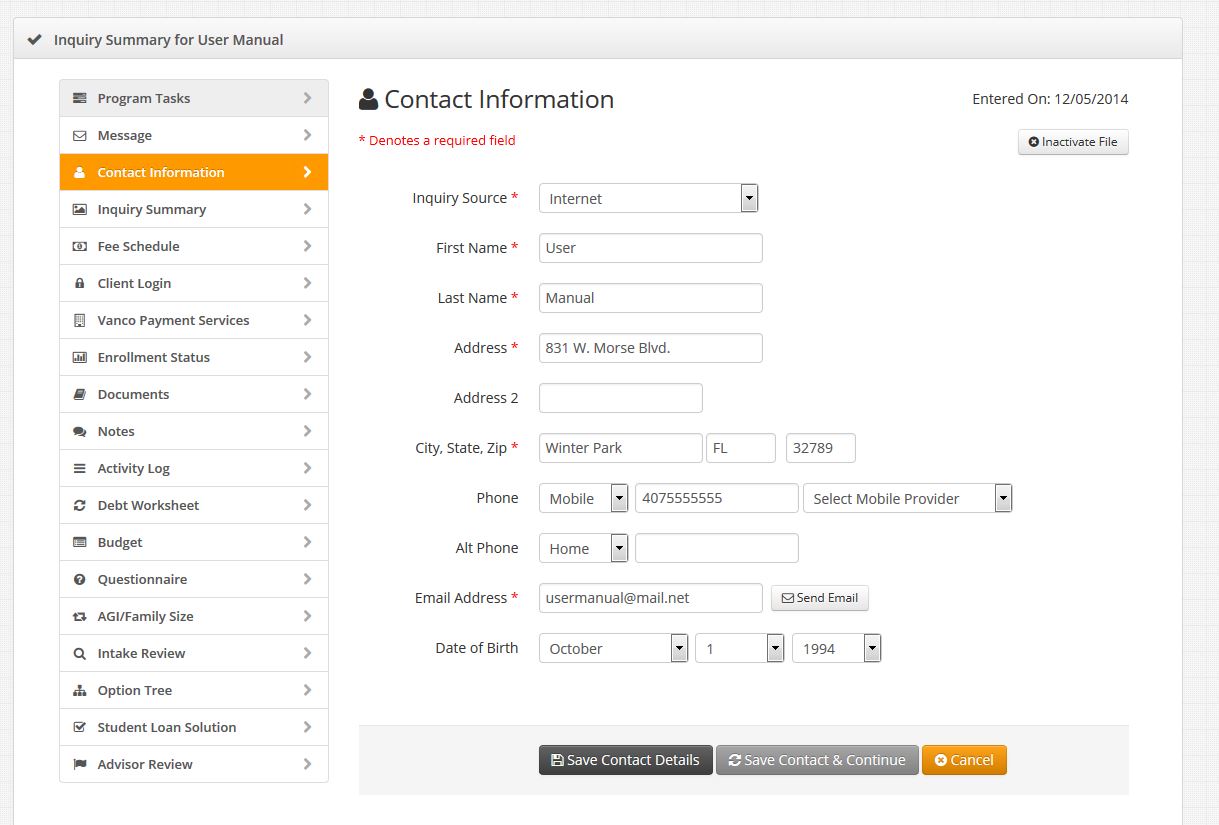 Inquiry Summary for User Manual
Program Tasks
Message
Contact Information
Inquiry Summary
Fee Schedule
Client Login
Vanco Payment Services
Enrollment Status
Documents
Notes
Activity Log
Debt Worksheet
Budget
Questionnaire
AGI/Family Size
Intake Review
Option Tree
Student Loan Solution
Advisor Review
Contact Information
Entered On: 12/05/2014
* Denotes a required field
Inactivate File
Inquiry Source * Internet
First Name * User
Last Name * Manual
Address * 831 W. Morse Blvd.
Address 2
City, State, Zip * Winter Park FL 32789
Phone Mobile 4075555555 Select Mobile Provider
Alt Phone Home
Email Address * usermanual@mail.net Send Email
Date of Birth October 1 1994
Save Contact Details Save Contact & Continue Cancel